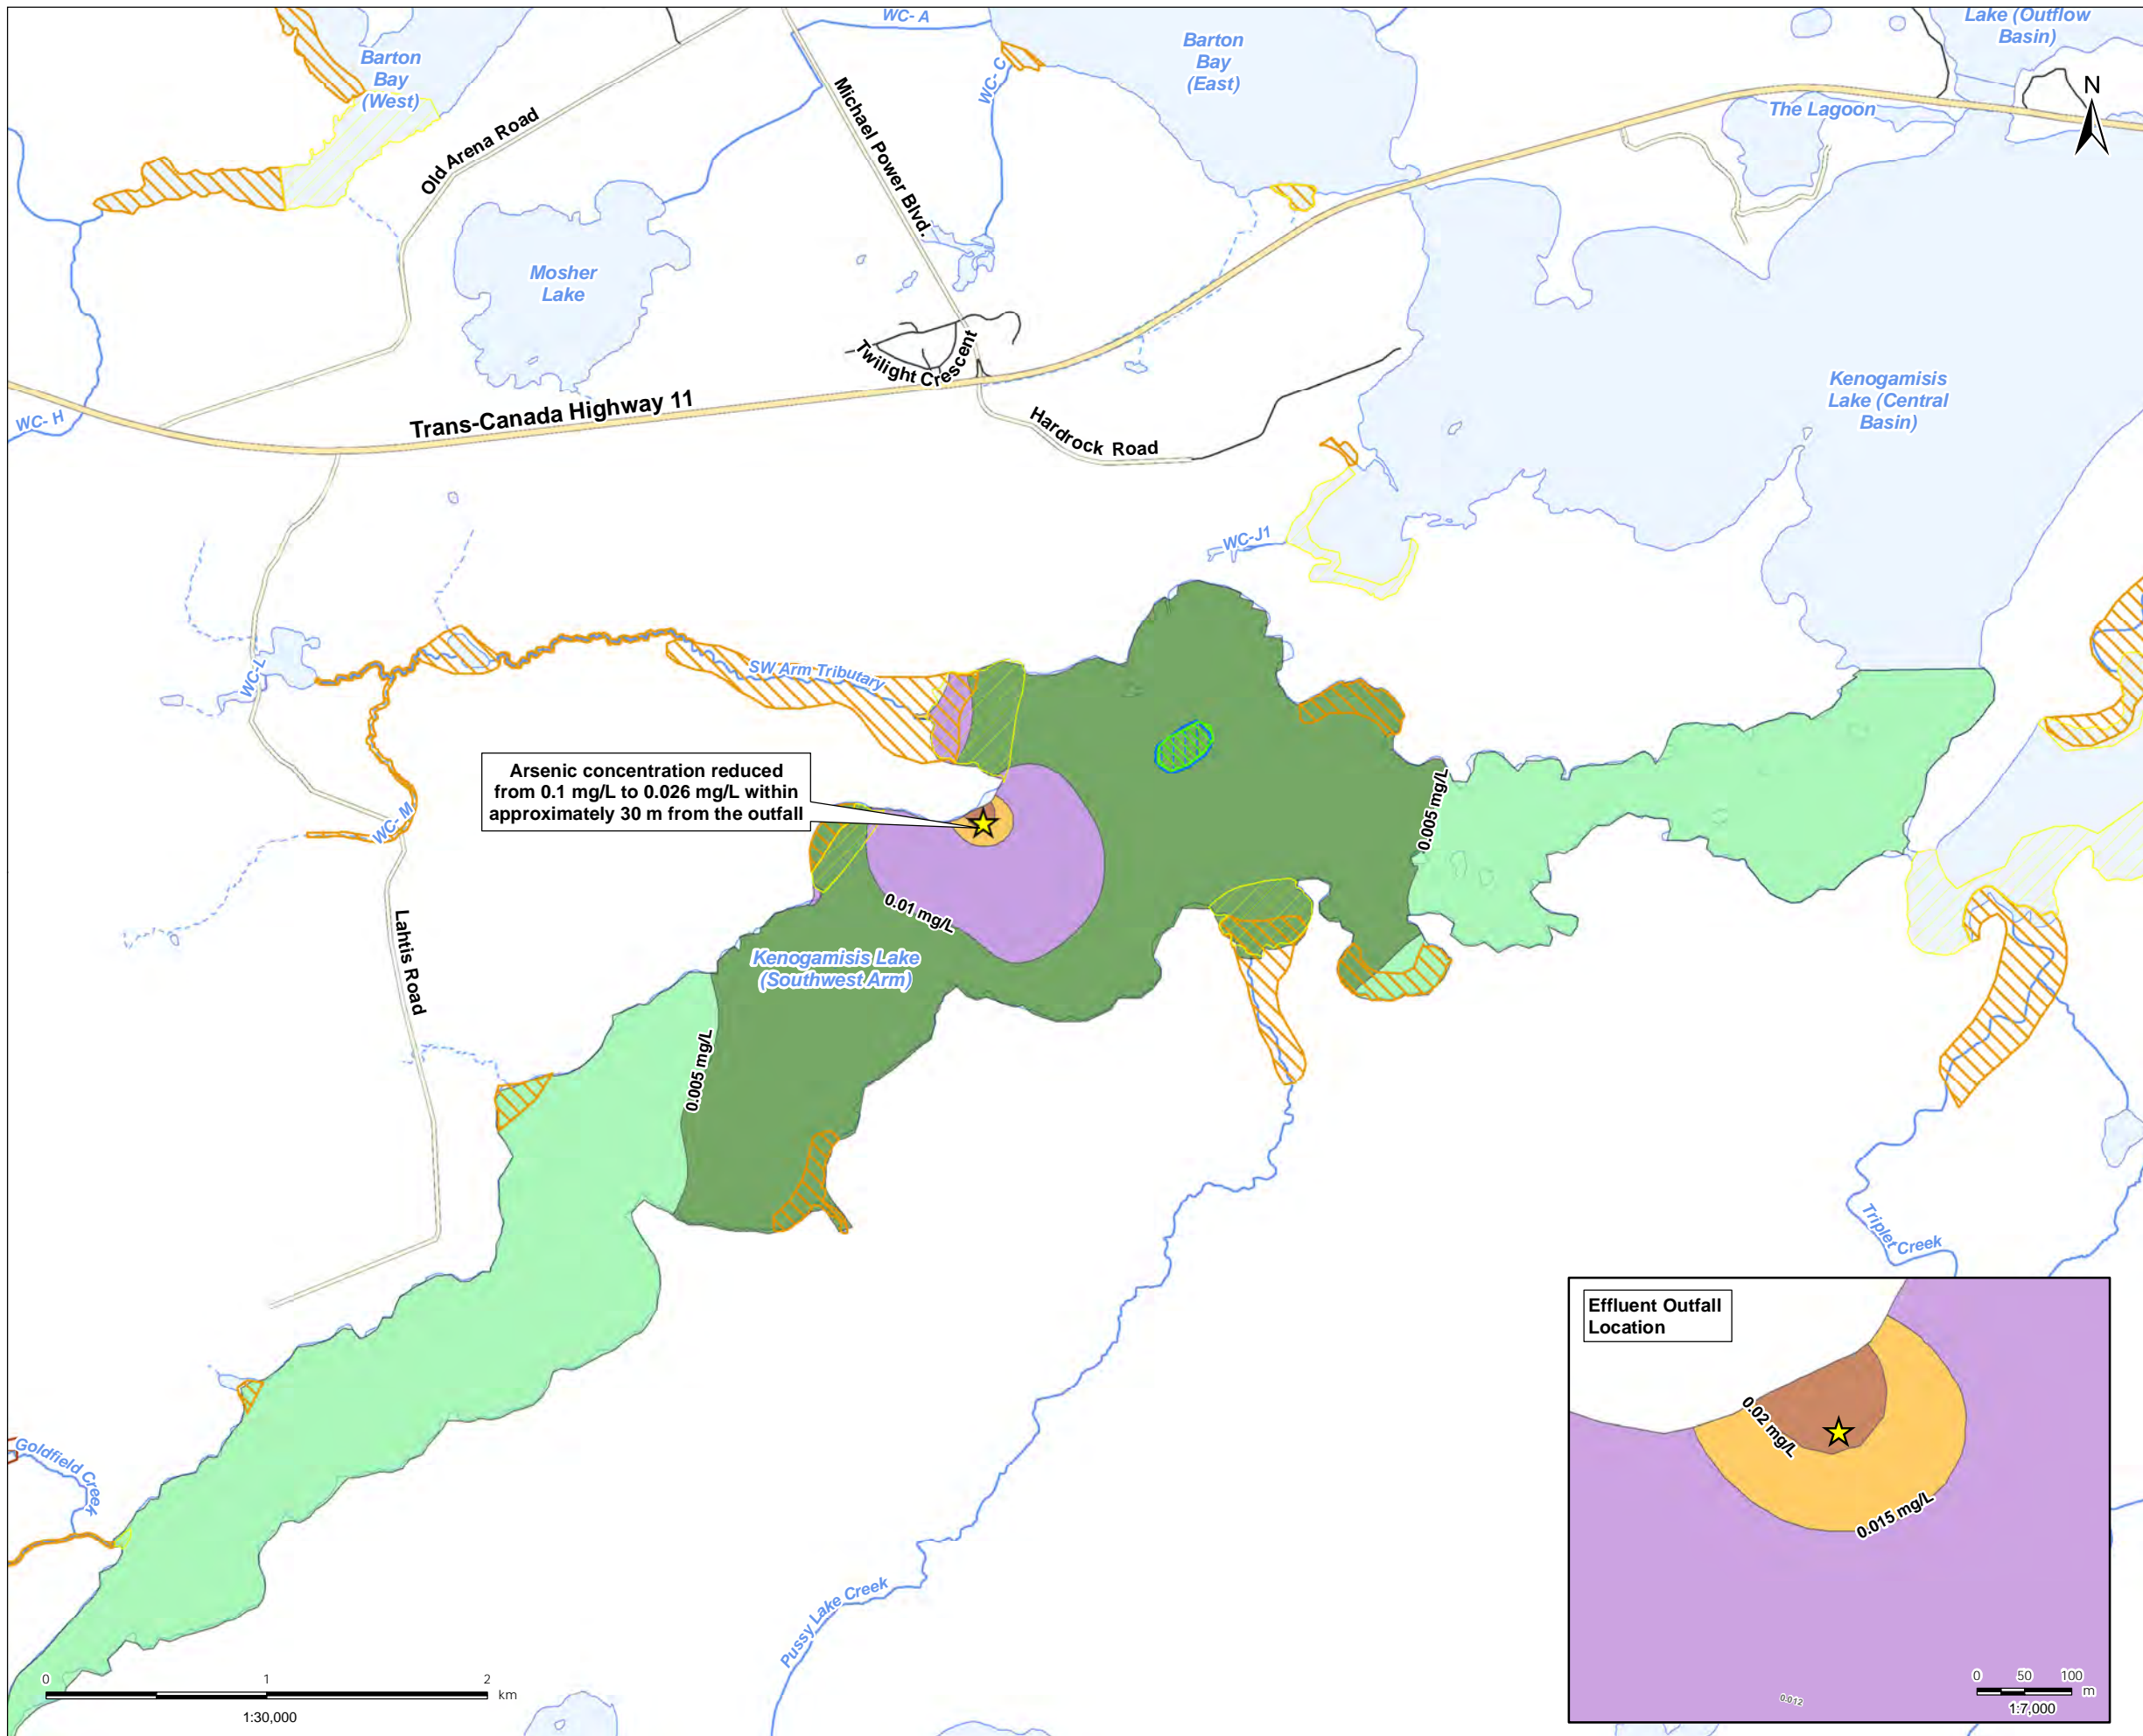 WC- A
Lake (Outflow
Basin)
Barton
Bay
(West)
Barton
Bay
(East)
WC- C
Michael Power Blvd.
The Lagoon
N
Old Arena Road
Mosher
Lake
Twilight Crescent
Kenogamisis
Lake (Central
Basin)
WC- H
Trans-Canada Highway 11
Hardrock Road
WC-J1
WC-L
SW Arm Tributary
Arsenic concentration reduced
from 0.1 mg/L to 0.026 mg/L within
approximately 30 m from the outfall
WC- M
0.005 mg/L
0.01 mg/L
Lahtis Road
Kenogamisis Lake
(Southwest Arm)
0.005 mg/L
Triplet Creek
Effluent Outfall
Location
0.02 mg/L
0.015 mg/L
Goldfield Creek
Pussy Lake Creek
0 1 2
km
1:30,000
0 50 100
m
1:7,000
0.012